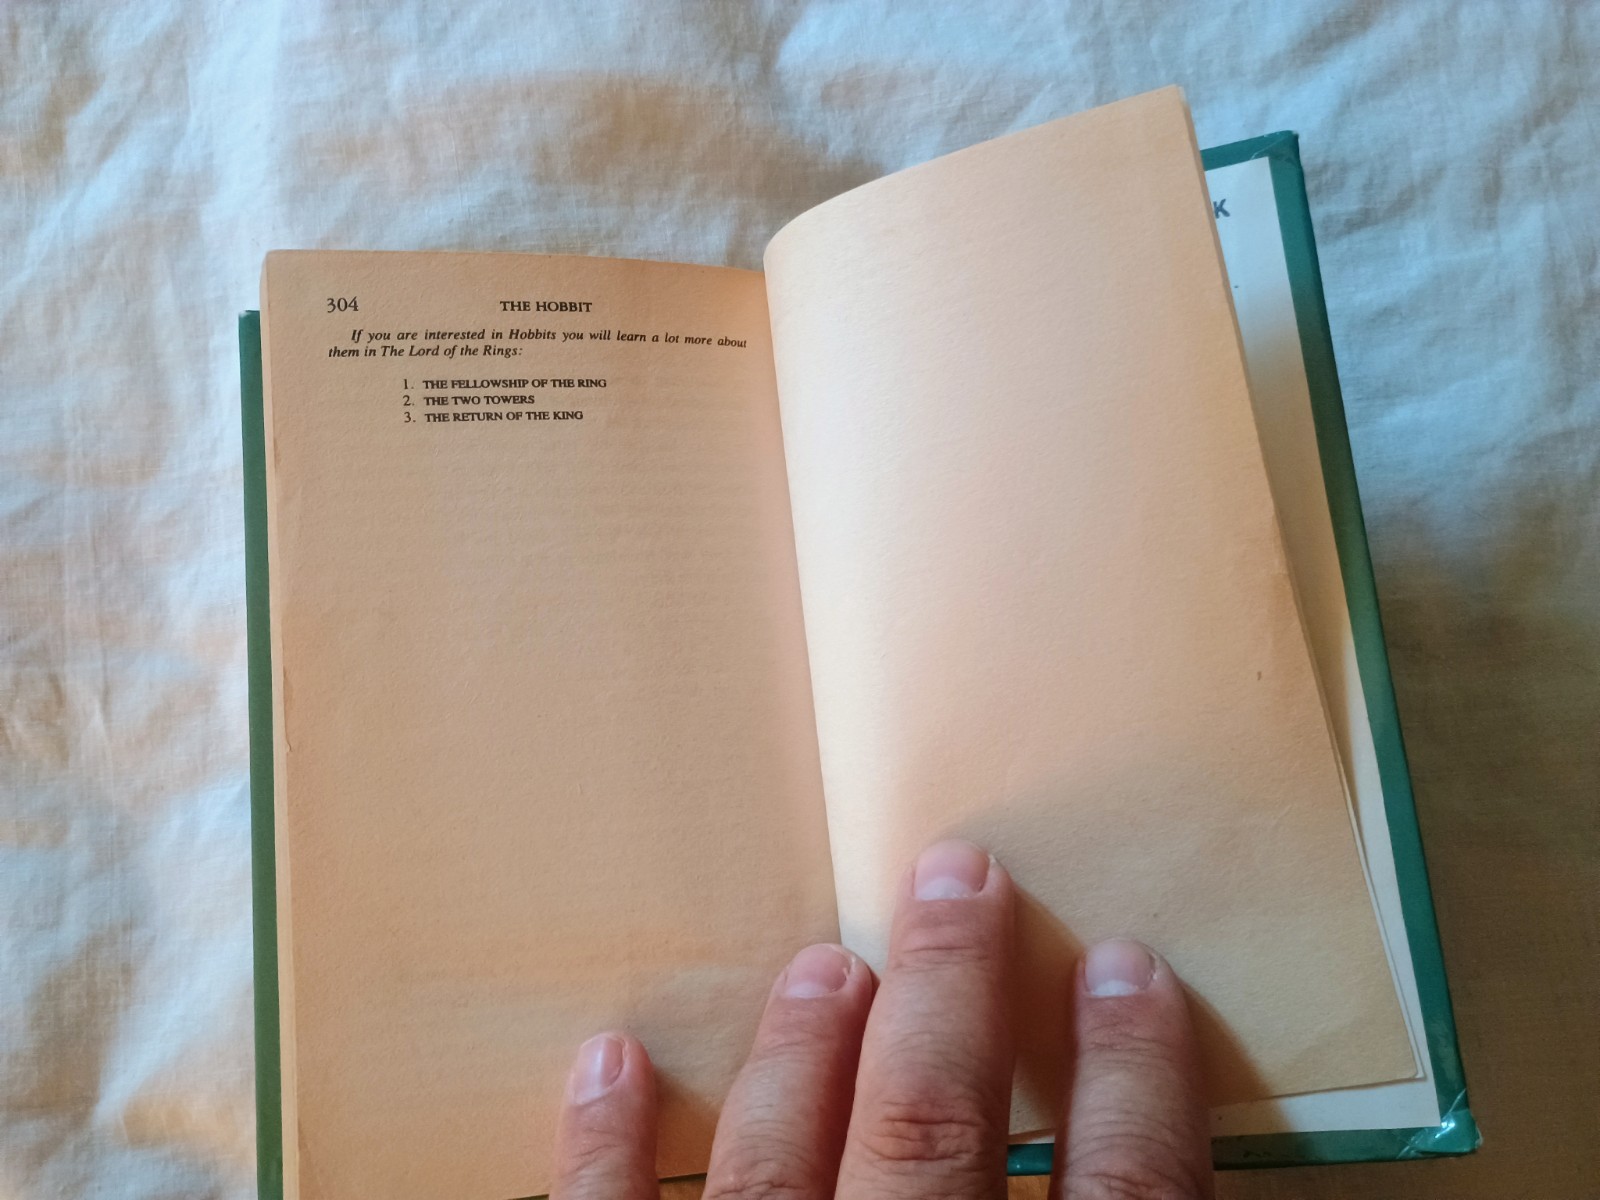 304
THE HOBBIT
If you are interested in Hobbits you will learn a lot more about
them in The Lord of the Rings:
1. THE FELLOWSHIP OF THE RING
2. THE TWO TOWERS
3. THE RETURN OF THE KING
K